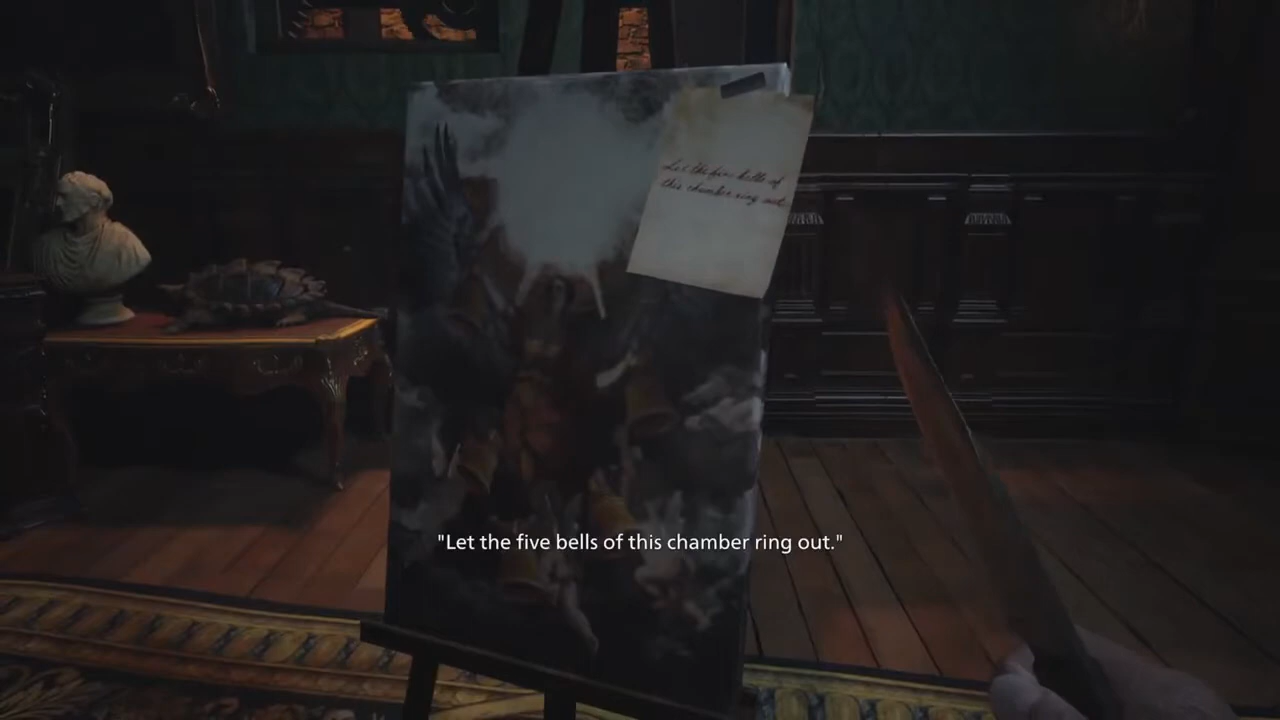 Let the five bells of
this chamber ring out.
"Let the five bells of this chamber ring out."